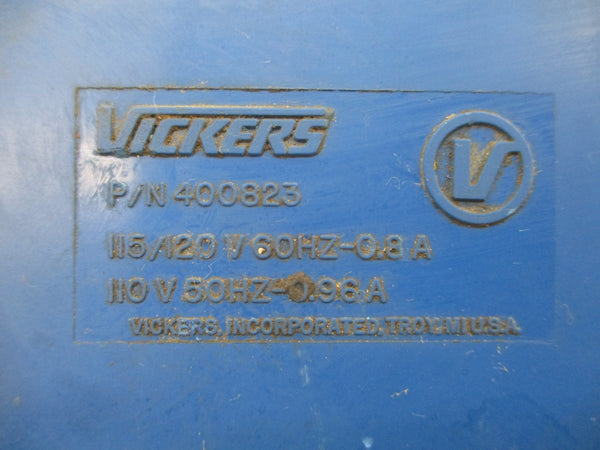 VICKERS
V
P/N 400823
115/120 V 60HZ-0.8 A
110 V 50HZ-0.96 A
VICKERS, INCORPORATED, TROY, MI U.S.A.